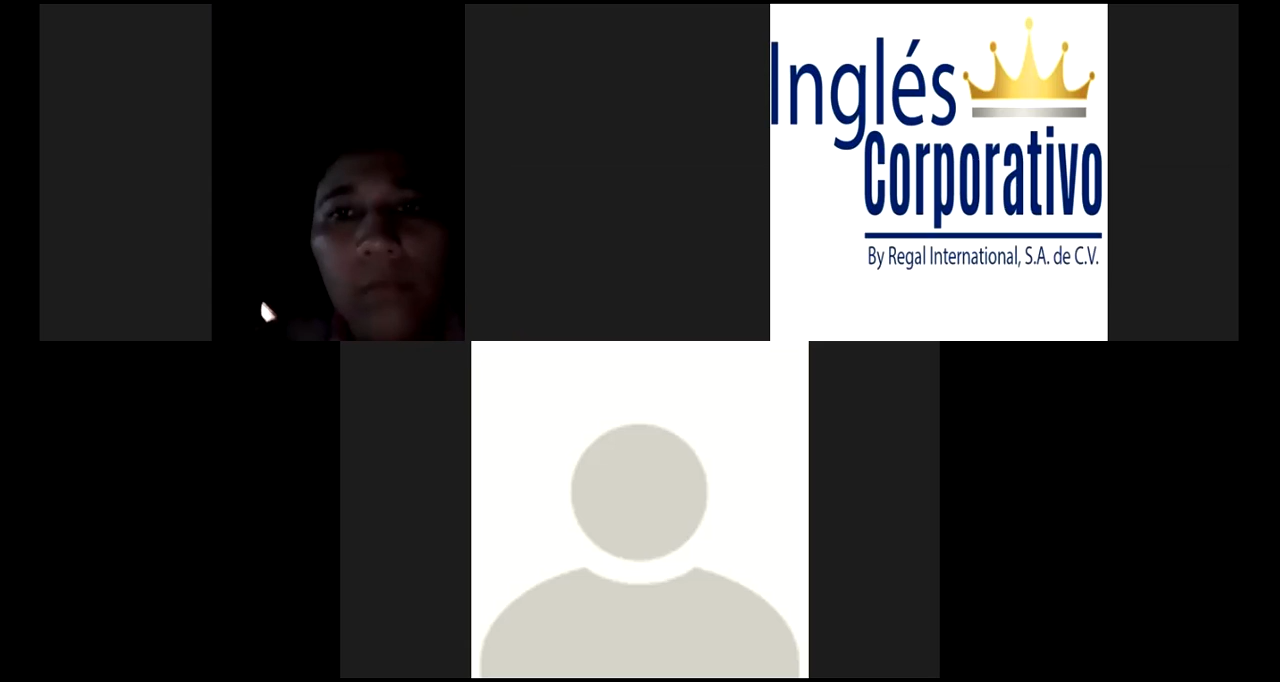 Inglés
Corporativo
By Regal International, S.A. de C.V.